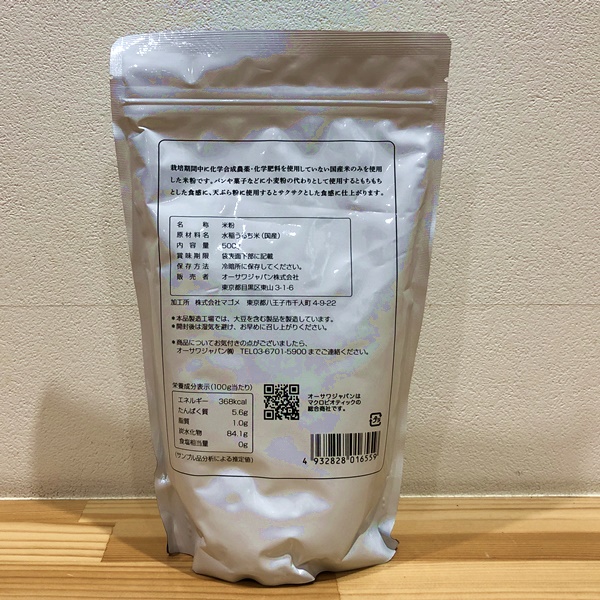 栽培期間中に化学合成農薬・化学肥料を使用していない国産米のみを使用
した米粉です。パンや菓子などに小麦粉の代わりとして使用するともちもち
とした食感に、天ぷら粉に使用するとサクサクとした食感に仕上がります。
名称 米粉
原材料名 水稲うるち米(国産)
内容量 500g
賞味期限 袋表面下部に記載
保存方法 冷暗所に保存してください。
販売者 オーサワジャパン株式会社
東京都目黒区東山3-1-6
加工所 株式会社マゴメ 東京都八王子市千人町4-9-22
*本品製造工場では、大豆を含む製品を製造しています。
*開封後は湿気を避け、お早めに召し上がりください。
*商品についてお気付きの点がございましたら、
オーサワジャパン㈱ TEL03-6701-5900までご連絡ください。
栄養成分表示(100g当たり)
エネルギー 368kcal
たんぱく質 5.6g
脂質 1.0g
炭水化物 84.1g
食塩相当量 0g
(サンプル品分析による推定値)
オーサワジャパンは
マクロビオティックの
総合商社です。
4 932828 016559